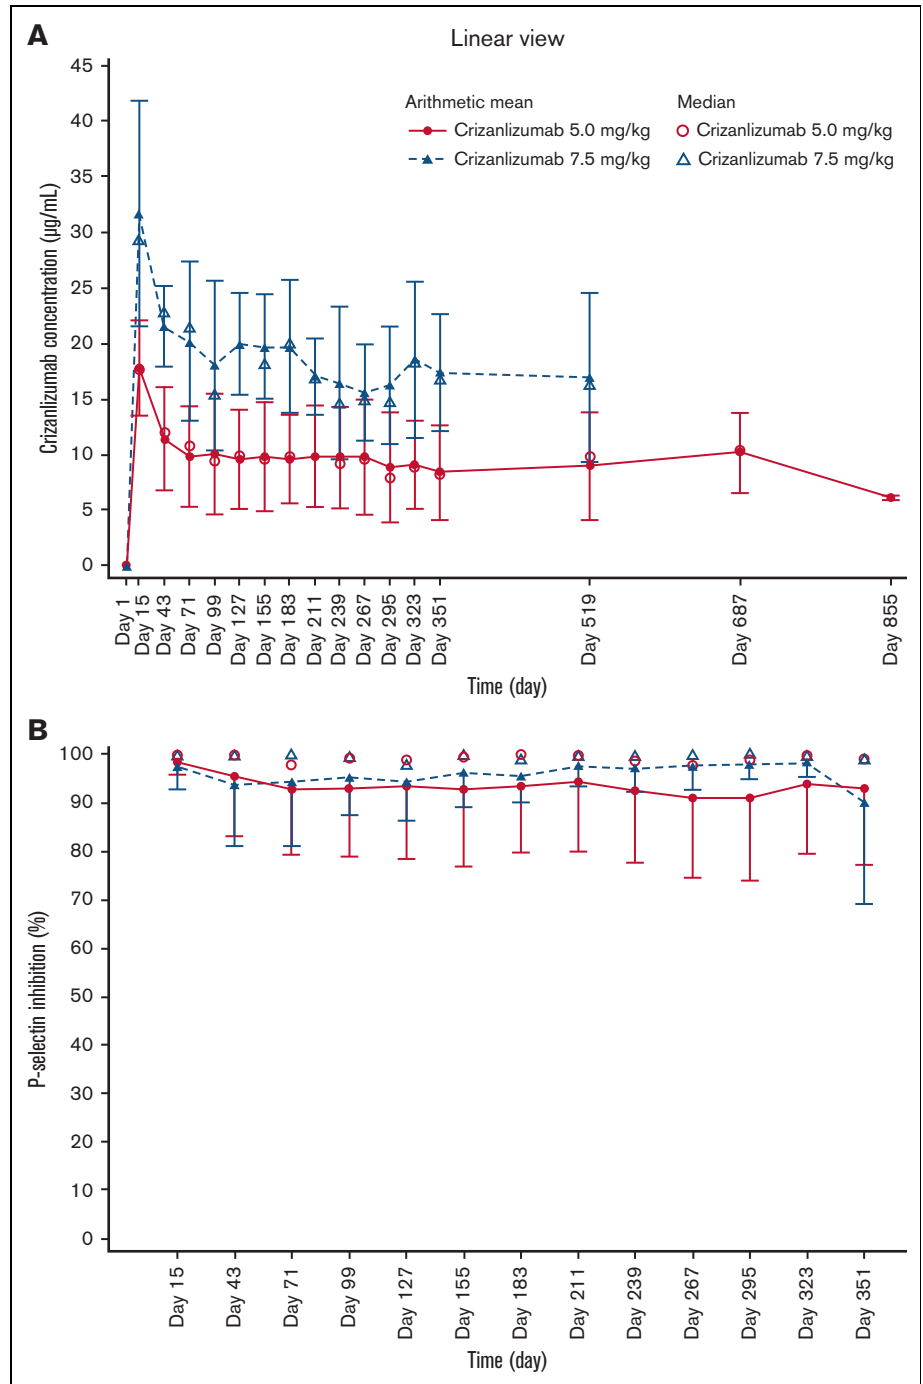 A
Linear view
Crizanlizumab concentration (µg/mL)
45
40
35
30
25
20
15
10
5
0
Arithmetic mean
Crizanlizumab 5.0 mg/kg
Crizanlizumab 7.5 mg/kg
Median
Crizanlizumab 5.0 mg/kg
Crizanlizumab 7.5 mg/kg
Day 1
Day 15
Day 43
Day 71
Day 99
Day 127
Day 155
Day 183
Day 211
Day 239
Day 267
Day 295
Day 323
Day 351
Day 519
Day 687
Day 855
Time (day)
B
P-selectin inhibition (%)
100
90
80
70
60
50
40
30
20
10
0
Day 15
Day 43
Day 71
Day 99
Day 127
Day 155
Day 183
Day 211
Day 239
Day 267
Day 295
Day 323
Day 351
Time (day)